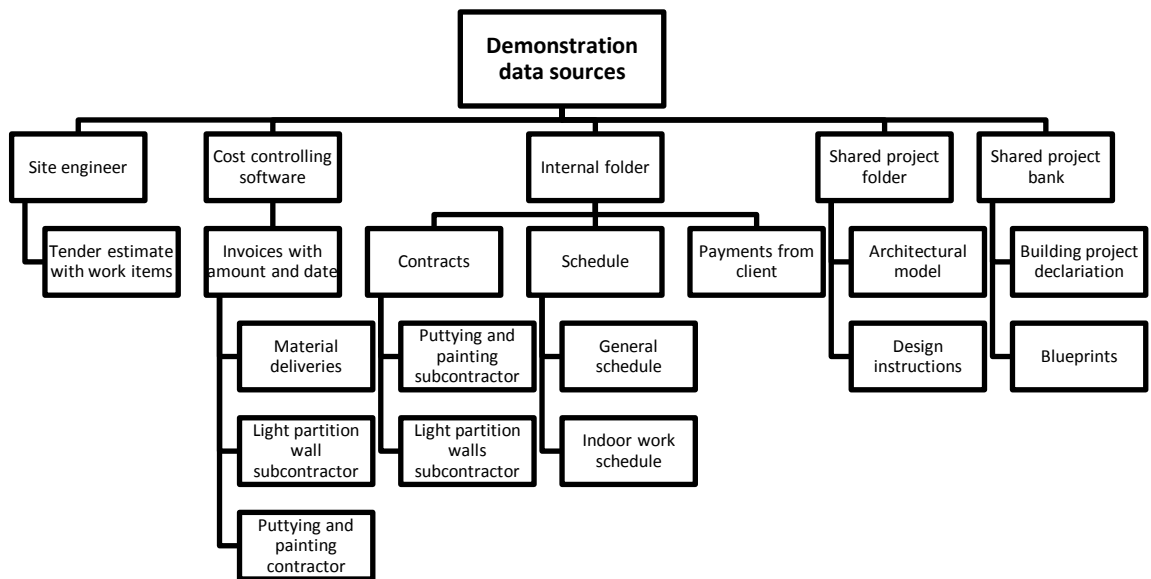 Demonstration
data sources
Site engineer
Cost controlling
software
Internal folder
Shared project
folder
Shared project
bank
Tender estimate
with work items
Invoices with
amount and date
Contracts
Schedule
Payments from
client
Architectural
model
Building project
declariation
Material
deliveries
Puttying and
painting
subcontractor
General
schedule
Design
instructions
Blueprints
Light partition
wall subcontractor
Light partition
walls subcontractor
Indoor work
schedule
Puttying and
painting
contractor